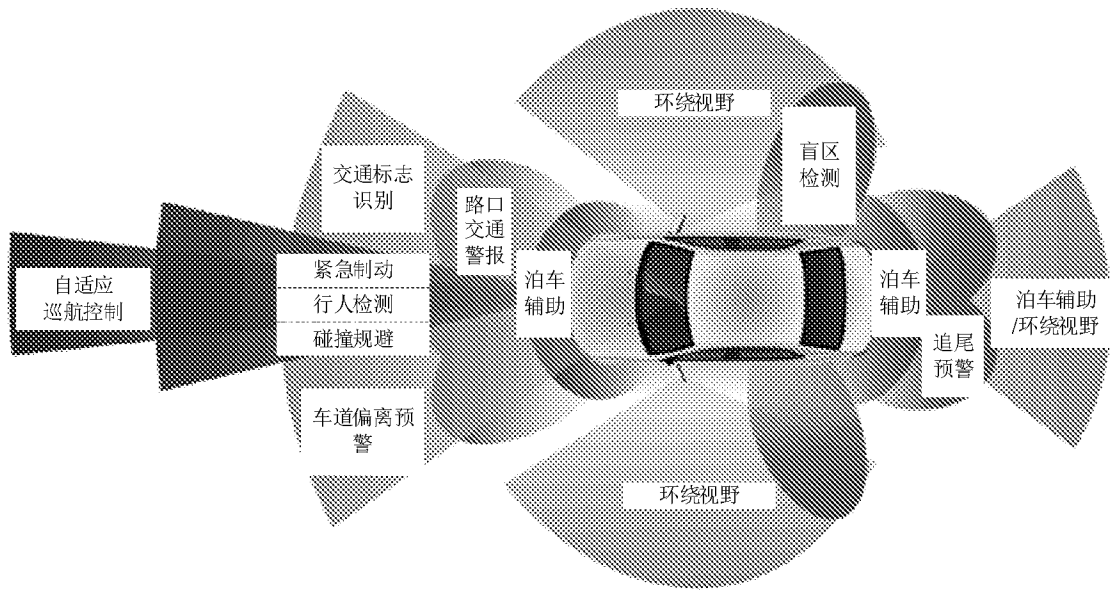 环绕视野
盲区
检测
交通标志
识别
路口
交通
警报
自适应
巡航控制
紧急制动
行人检测
碰撞规避
泊车
辅助
泊车
辅助
泊车辅助
/环绕视野
追尾
预警
车道偏离预
警
环绕视野